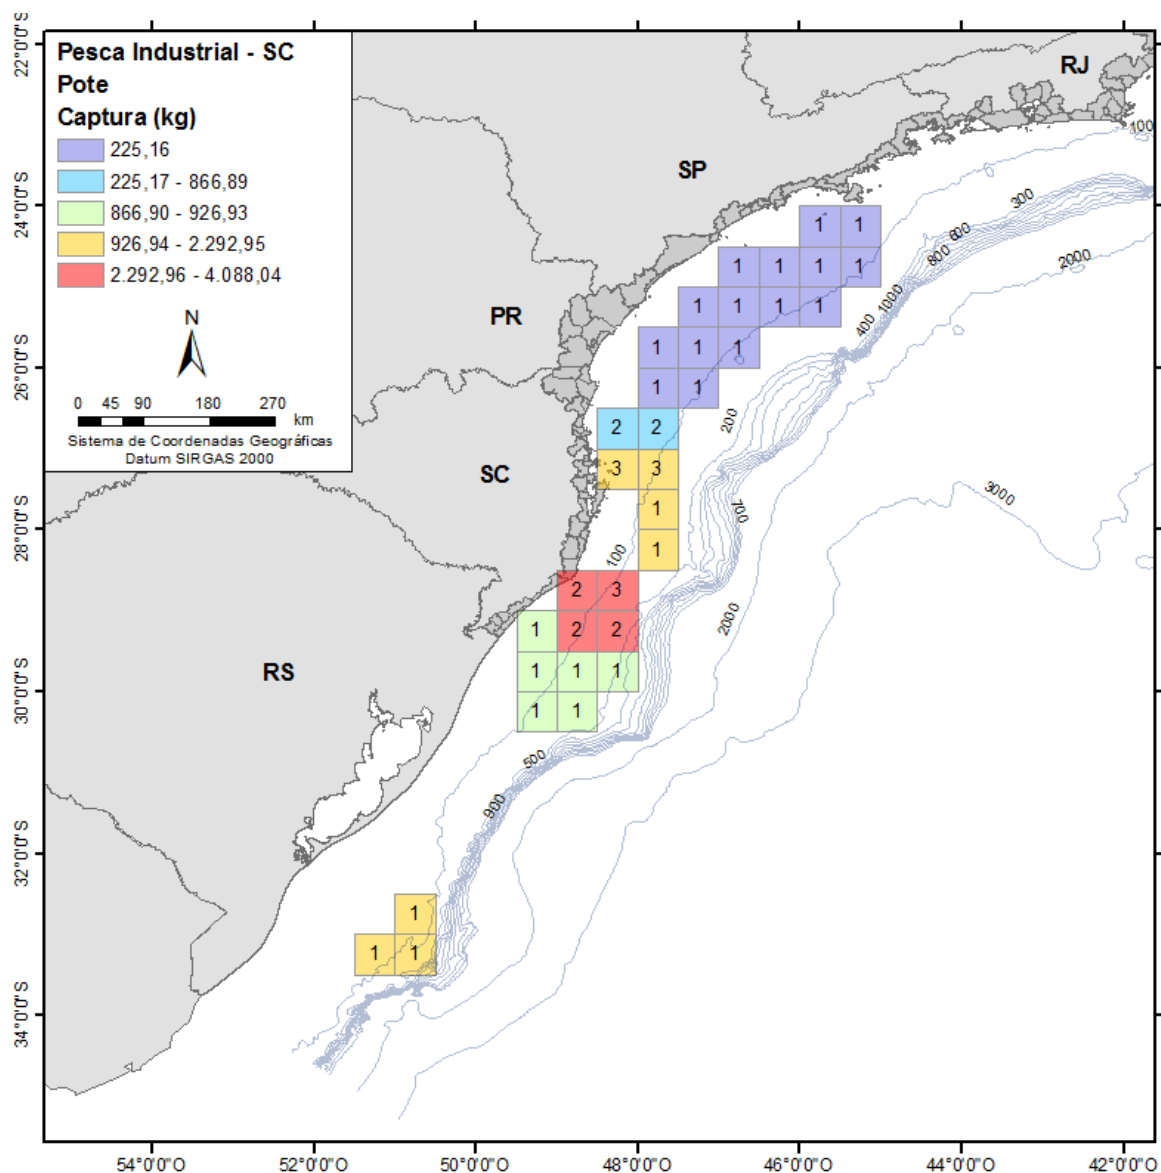 Pesca Industrial - SC
Pote
Captura (kg)
225,16
225,17 - 866,89
866,90 - 926,93
926,94 - 2.292,95
2.292,96 - 4.088,04
N
0 45 90 180 270
km
Sistema de Coordenadas Geográficas
Datum SIRGAS 2000
RJ
SP
PR
SC
RS
22°0'0"S
24°0'0"S
26°0'0"S
28°0'0"S
30°0'0"S
32°0'0"S
34°0'0"S
100
300
600
800
2000
1000
400
200
3000
700
100
2000
500
900
1 1
1 1 1 1
1 1 1 1
1 1 1
1 1
2 2
3 3
1
1
2 3
1 2 2
1 1 1
1 1
1
1 1
54°0'0"O 52°0'0"O 50°0'0"O 48°0'0"O 46°0'0"O 44°0'0"O 42°0'0"O